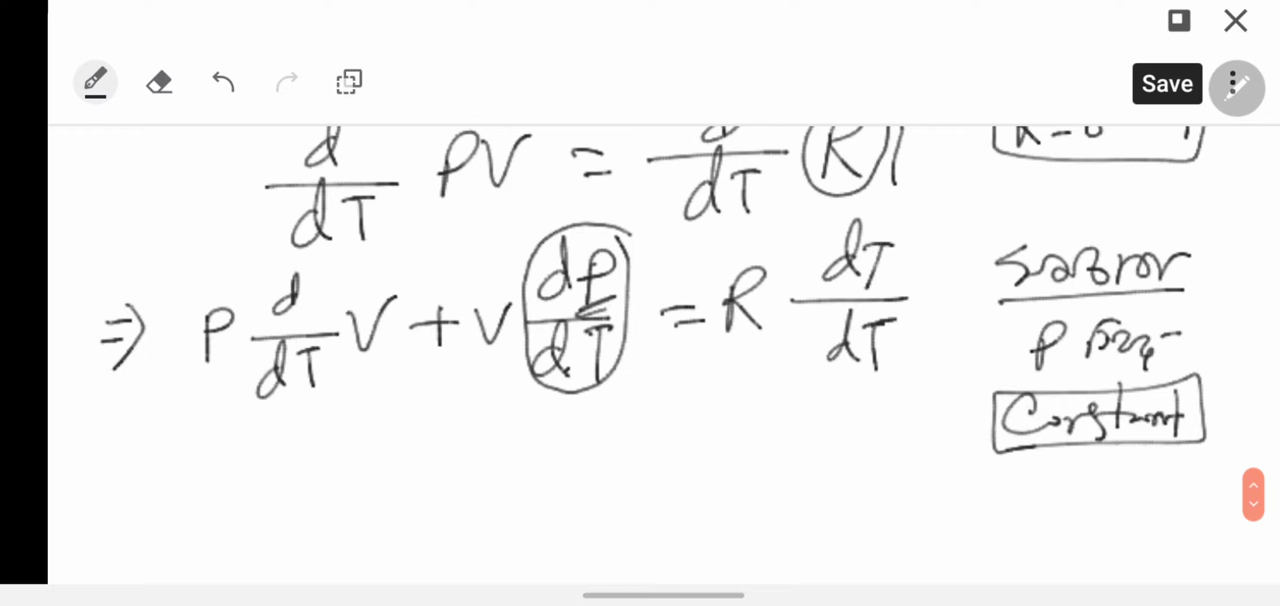 Save
d/dT PV = d/dT R
⇒ P d/dT V + V dP/dT = R dT/dT
P
Constant